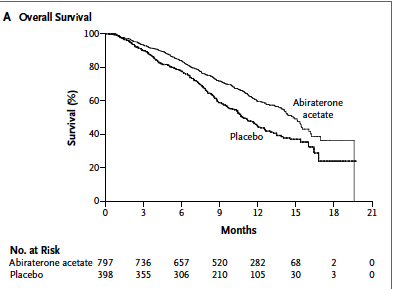 A Overall Survival
100
80
60
40
20
0
Survival (%)
Abiraterone
acetate
Placebo
0 3 6 9 12 15 18 21
Months
No. at Risk
Abiraterone acetate 797 736 657 520 282 68 2 0
Placebo 398 355 306 210 105 30 3 0